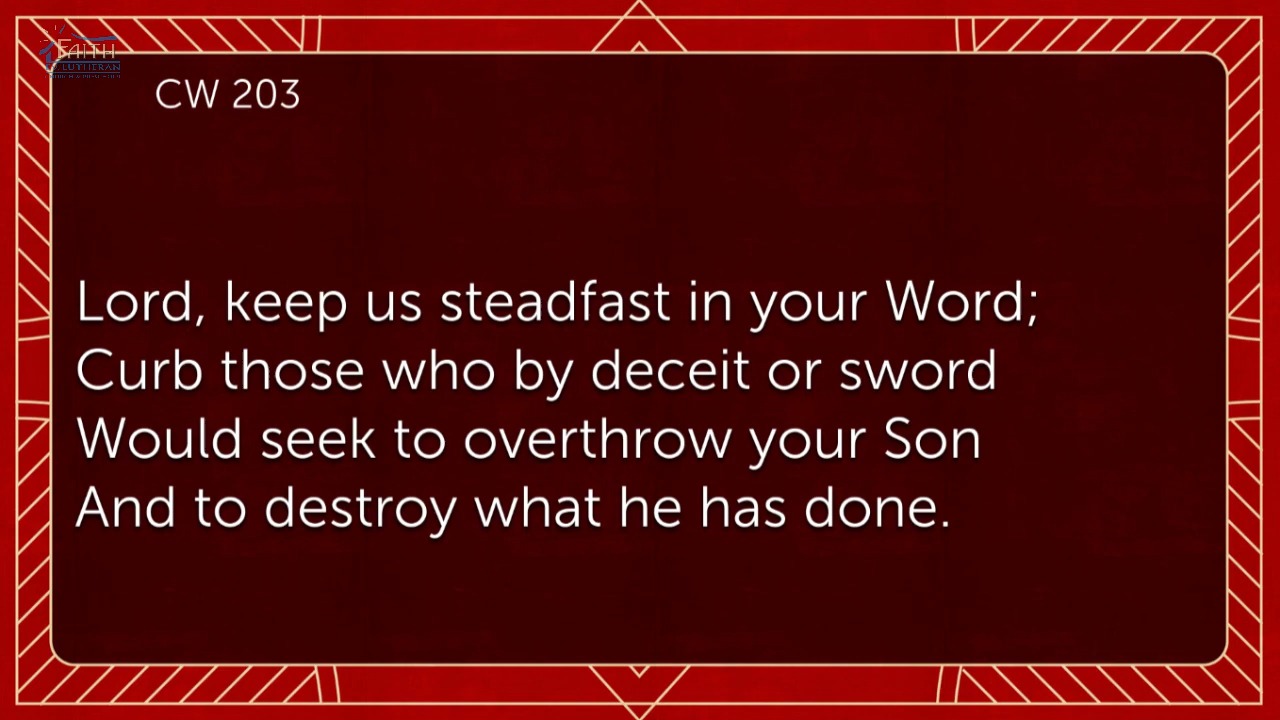 FAITH
LUTHERAN
CW 203
Lord, keep us steadfast in your Word;
Curb those who by deceit or sword
Would seek to overthrow your Son
And to destroy what he has done.